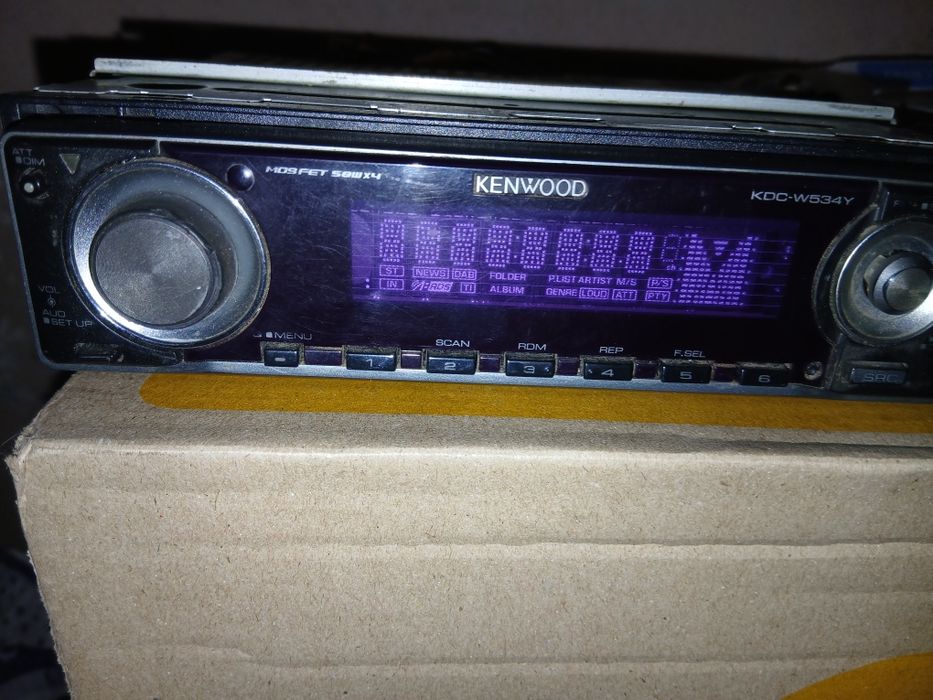 ATT
DIM
MOSFET 50WX4
KENWOOD
KDC-W534Y
ST NEWS DAB FOLDER P.LIST ARTIST M/S P/S
IN RDS TI ALBUM GENRE LOUD ATT PTY
ch
VOL
AUD
SET UP
MENU
SCAN RDM REP F.SEL
1 2 3 4 5 6
SRC